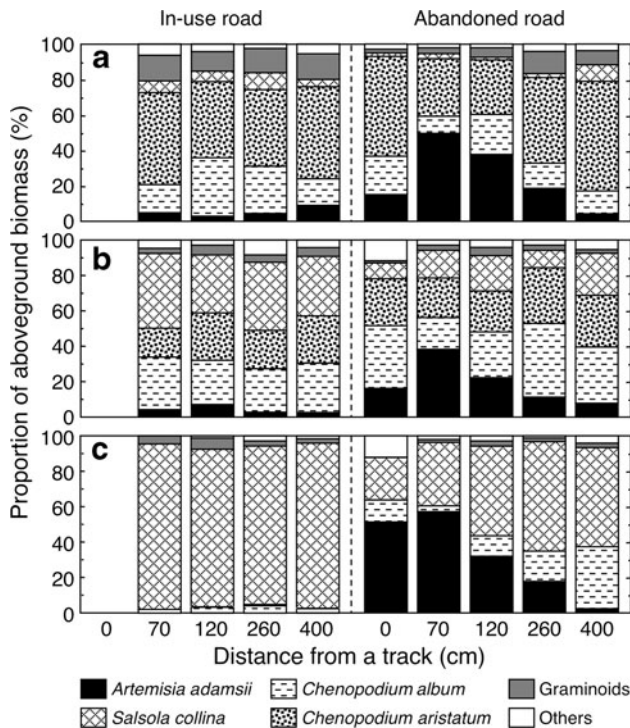 In-use road Abandoned road
100
a
80
60
40
20
0
100
b
80
60
40
20
0
100
c
80
60
40
20
0
Proportion of aboveground biomass (%)
0 70 120 260 400 0 70 120 260 400
Distance from a track (cm)
Artemisia adamsii Chenopodium album Graminoids
Salsola collina Chenopodium aristatum Others